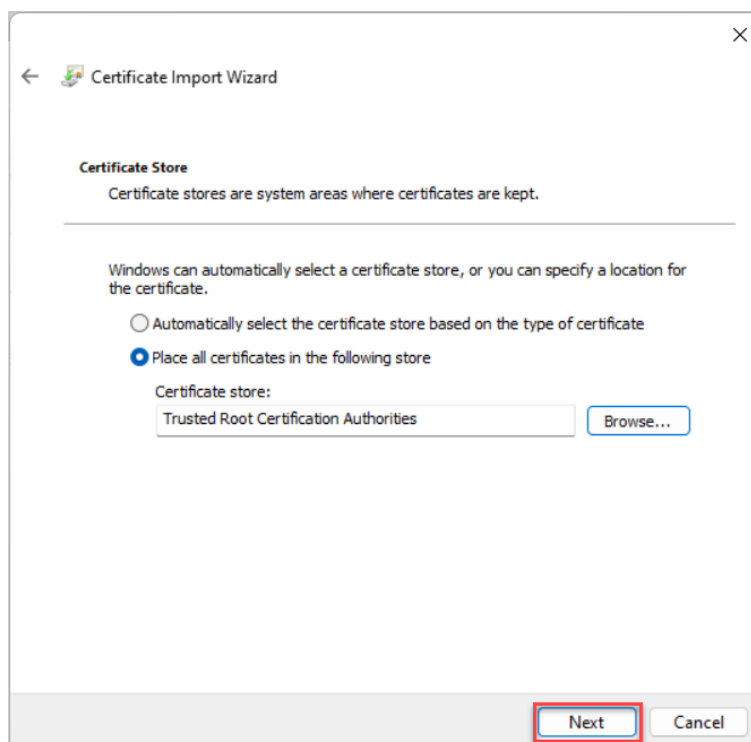 Certificate Import Wizard
Certificate Store
Certificate stores are system areas where certificates are kept.
Windows can automatically select a certificate store, or you can specify a location for
the certificate.
Automatically select the certificate store based on the type of certificate
Place all certificates in the following store
Certificate store:
Trusted Root Certification Authorities
Browse...
Next
Cancel